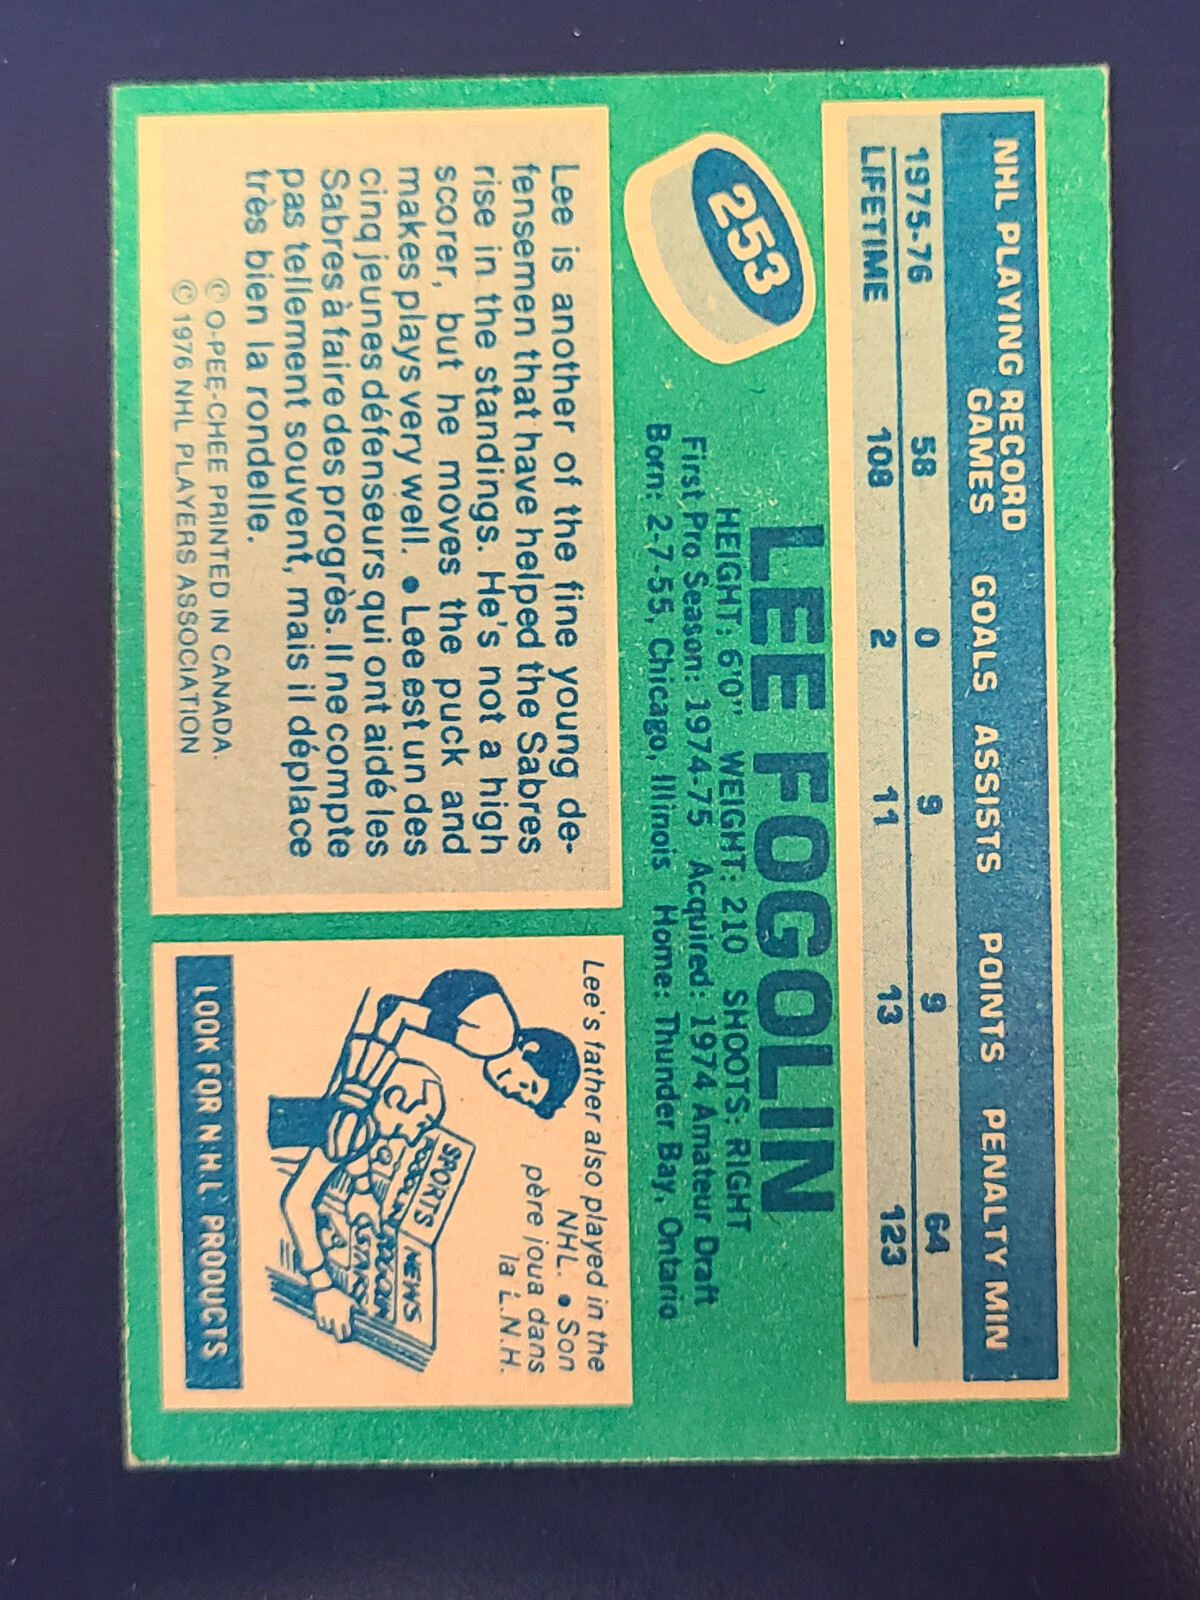 NHL PLAYING RECORD
GAMES GOALS ASSISTS POINTS PENALTY MIN
1975-76 58 0 9 9 64
LIFETIME 108 2 11 13 123
253
LEE FOGOLIN
HEIGHT: 6'0" WEIGHT: 210 SHOOTS: RIGHT
First Pro Season: 1974-75 Acquired: 1974 Amateur Draft
Born: 2-7-55, Chicago, Illinois Home: Thunder Bay, Ontario
Lee is another of the fine young de-
fensemen that have helped the Sabres
rise in the standings. He's not a high
scorer, but he moves the puck and
makes plays very well. • Lee est un des
cinq jeunes défenseurs qui ont aidé les
Sabres à faire des progrès. Il ne compte
pas tellement souvent, mais il déplace
très bien la rondelle.
© O-PEE-CHEE PRINTED IN CANADA.
© 1976 NHL PLAYERS ASSOCIATION
Lee's father also played in the
NHL. • Son
père joua dans
la L.N.H.
SPORTS NEWS
FOGOLIN
STARS
LOOK FOR N.H.L. PRODUCTS